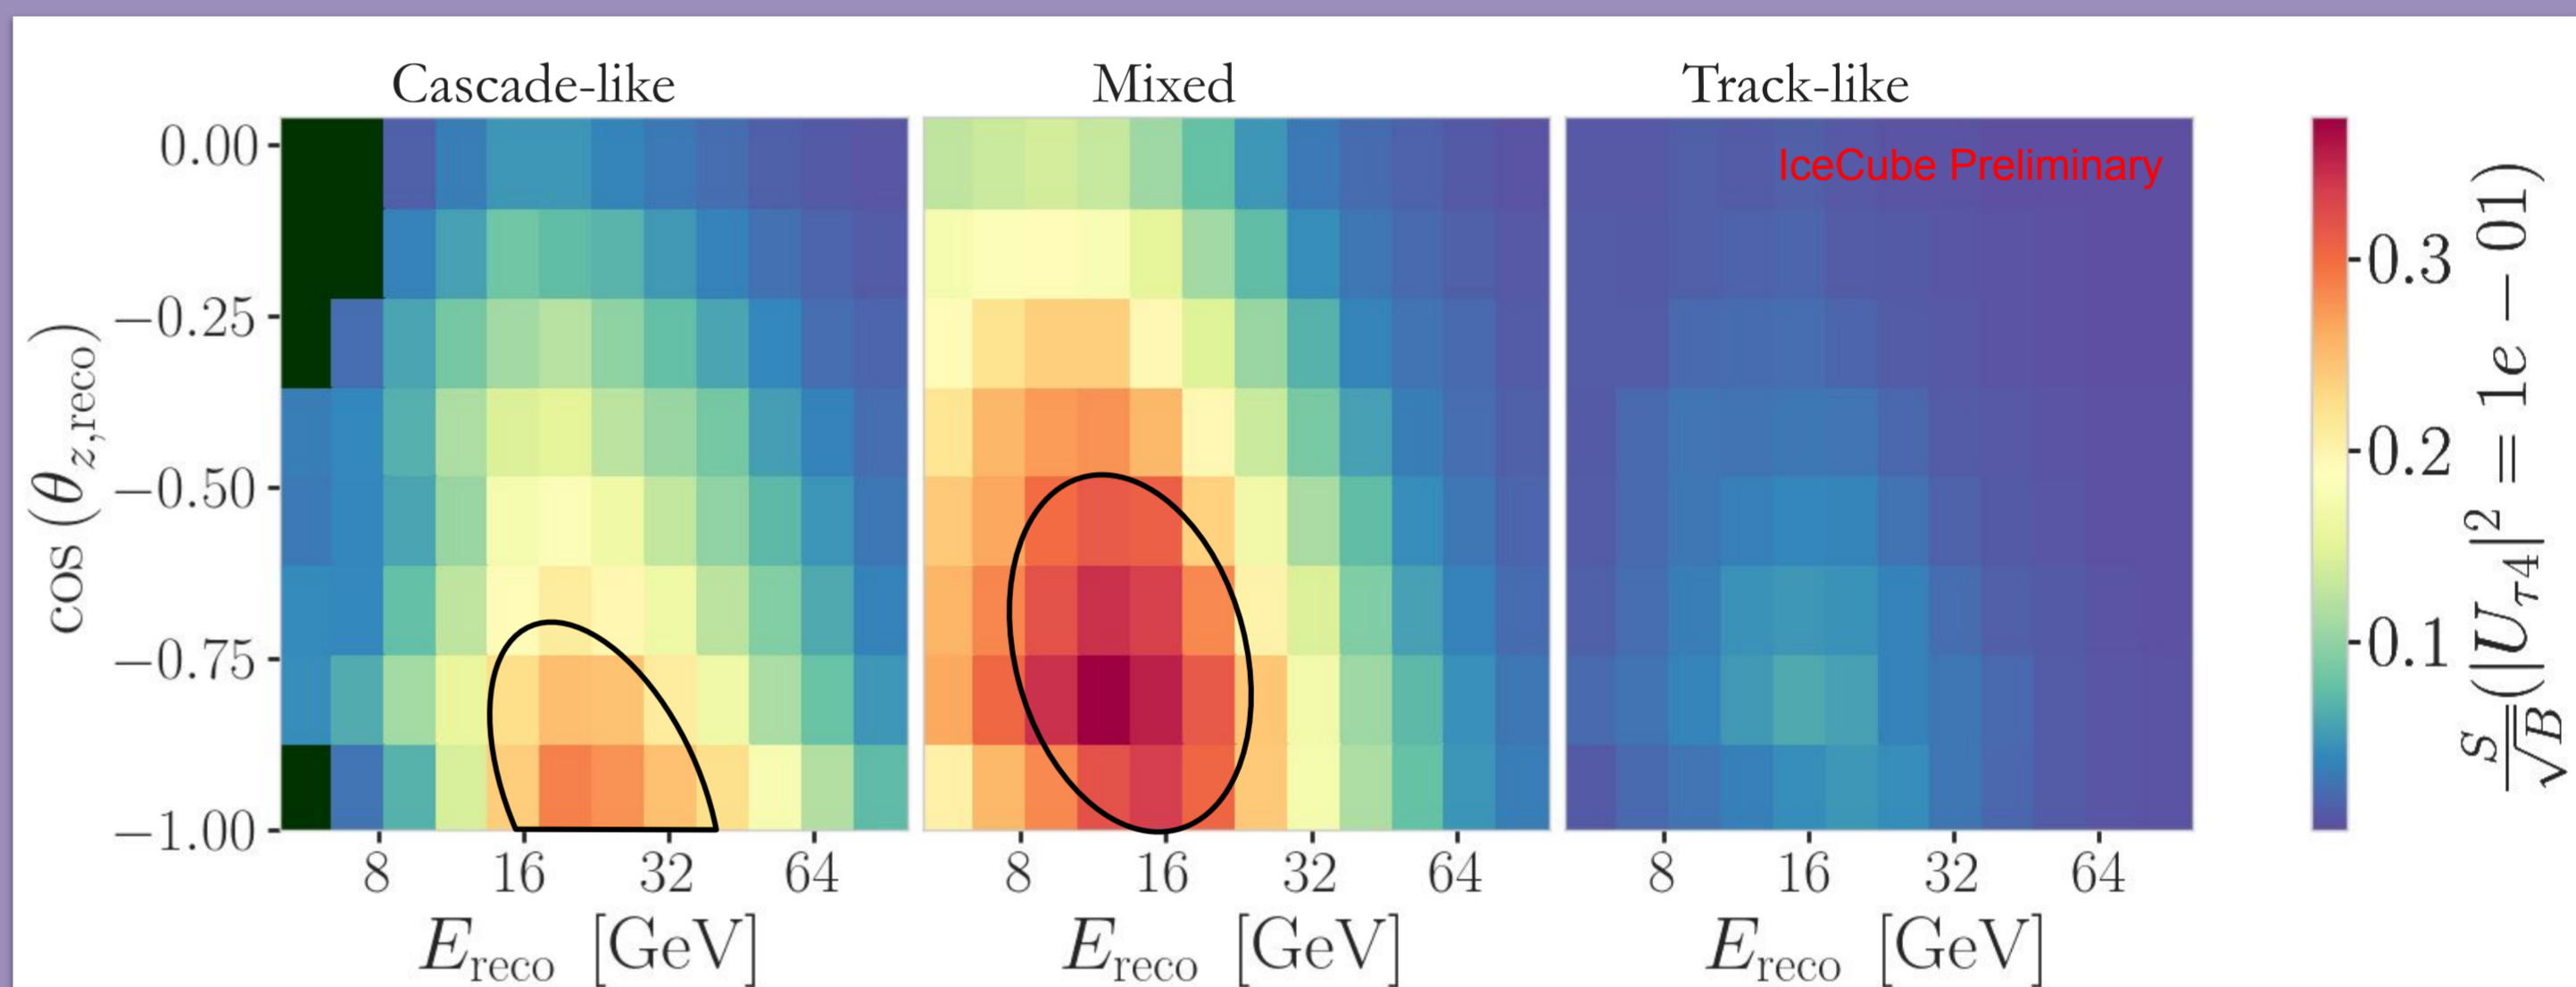 Cascade-like
Mixed
Track-like
IceCube Preliminary
cos (θz,reco)
0.00
−0.25
−0.50
−0.75
−1.00
8 16 32 64
8 16 32 64
8 16 32 64
Ereco [GeV]
Ereco [GeV]
Ereco [GeV]
0.3
0.2
0.1
S/√B (|Uτ4|² = 1e − 01)